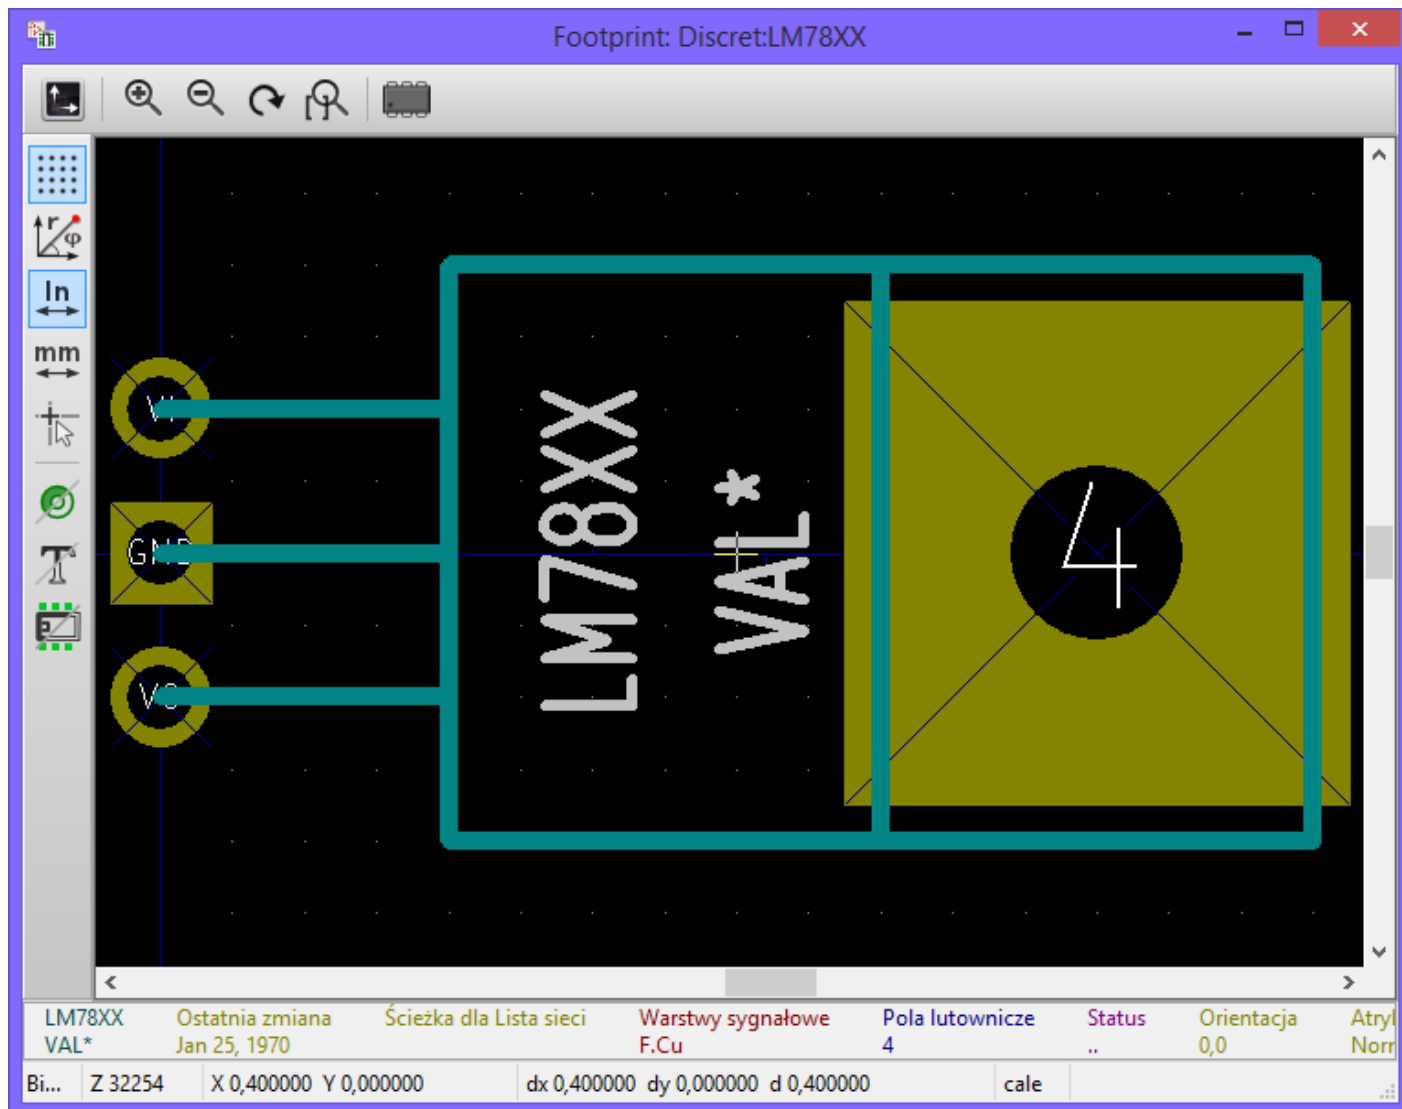 Footprint: Discret:LM78XX
In
mm
VI
GND
VO
LM78XX
VAL*
4
LM78XX Ostatnia zmiana Ścieżka dla Lista sieci Warstwy sygnałowe Pola lutownicze Status Orientacja Atryl
VAL* Jan 25, 1970 F.Cu 4 .. 0,0 Norr
Bi... Z 32254 X 0,400000 Y 0,000000 dx 0,400000 dy 0,000000 d 0,400000 cale